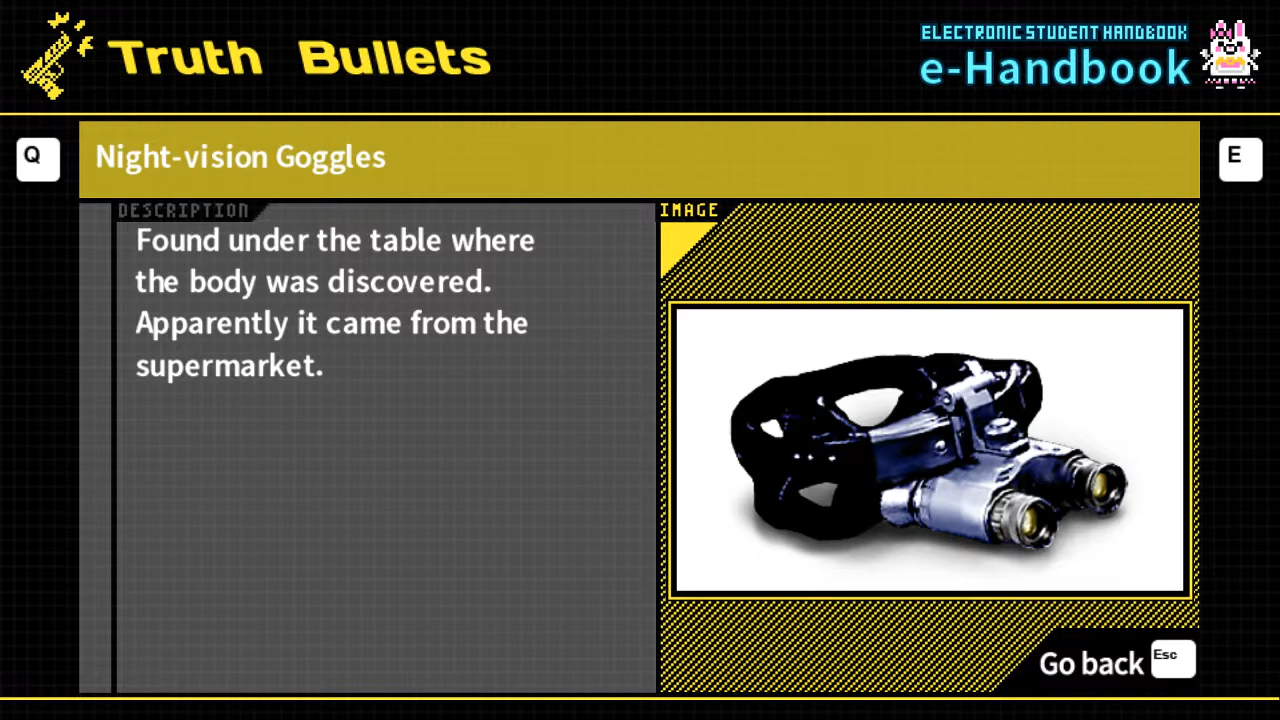 Truth Bullets
ELECTRONIC STUDENT HANDBOOK
e-Handbook
Q
E
Night-vision Goggles
DESCRIPTION
IMAGE
Found under the table where
the body was discovered.
Apparently it came from the
supermarket.
Go back Esc